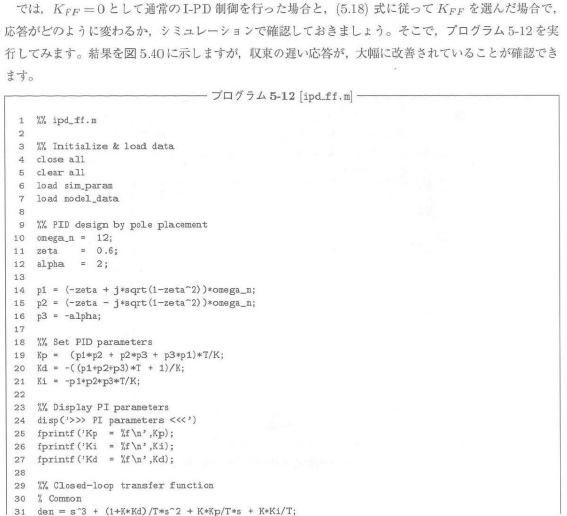 では，KFF = 0 として通常の I-PD 制御を行った場合と，(5.18) 式に従って KFF を選んだ場合で，
応答がどのように変わるか，シミュレーションで確認しておきましょう。そこで，プログラム 5-12 を実
行してみます。結果を図 5.40 に示しますが，収束の遅い応答が，大幅に改善されていることが確認でき
ます。
プログラム 5-12 [ipd_ff.m]
1 %% ipd_ff.m
2
3 %% Initialize & load data
4 close all
5 clear all
6 load sim_param
7 load model_data
8
9 %% PID design by pole placement
10 omega_n = 12;
11 zeta = 0.6;
12 alpha = 2;
13
14 p1 = (-zeta + j*sqrt(1-zeta^2))*omega_n;
15 p2 = (-zeta - j*sqrt(1-zeta^2))*omega_n;
16 p3 = -alpha;
17
18 %% Set PID parameters
19 Kp = (p1*p2 + p2*p3 + p3*p1)*T/K;
20 Kd = -((p1+p2+p3)*T + 1)/K;
21 Ki = -p1*p2*p3*T/K;
22
23 %% Display PI parameters
24 disp('>>> PI parameters <<<')
25 fprintf('Kp = %f\n',Kp);
26 fprintf('Ki = %f\n',Ki);
27 fprintf('Kd = %f\n',Kd);
28
29 %% Closed-loop transfer function
30 % Common
31 den = s^3 + (1+K*Kd)/T*s^2 + K*Kp/T*s + K*Ki/T;